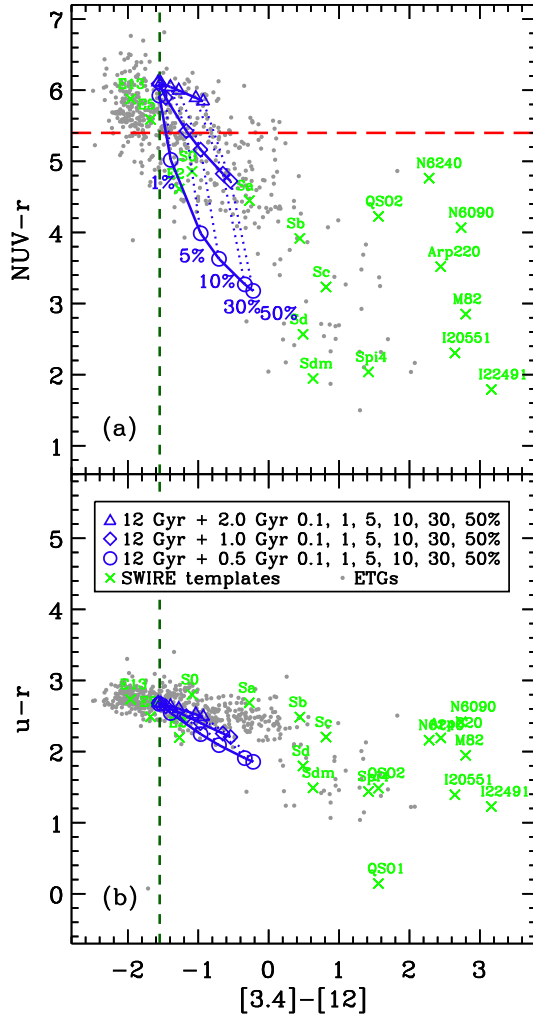 6
5
4
3
2
1
NUV-r
E13
E5
S0
E2
Sa
1%
5%
10%
30%
50%
Sb
Sc
Sd
Sdm
Spi4
QSO2
N6240
N6090
Arp220
M82
I20551
I22491
(a)
△ 12 Gyr + 2.0 Gyr 0.1, 1, 5, 10, 30, 50%
◇ 12 Gyr + 1.0 Gyr 0.1, 1, 5, 10, 30, 50%
○ 12 Gyr + 0.5 Gyr 0.1, 1, 5, 10, 30, 50%
× SWIRE templates • ETGs
5
4
3
2
1
0
u-r
E13
S0
Sa
Sb
Sc
Sd
Sdm
QSO2
N6090
M82
I20551
I22491
QSO1
(b)
-2 -1 0 1 2 3
[3.4]-[12]